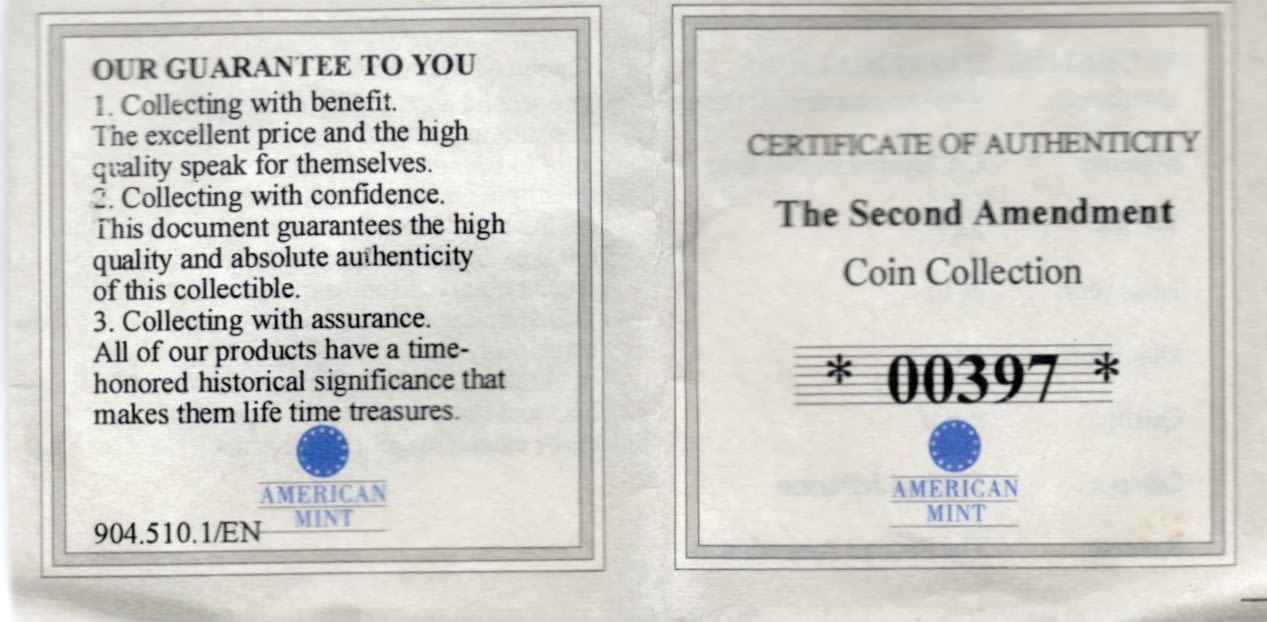 OUR GUARANTEE TO YOU
1. Collecting with benefit.
The excellent price and the high
quality speak for themselves.
2. Collecting with confidence.
This document guarantees the high
quality and absolute authenticity
of this collectible.
3. Collecting with assurance.
All of our products have a time-
honored historical significance that
makes them life time treasures.
AMERICAN
MINT
904.510.1/EN
CERTIFICATE OF AUTHENTICITY
The Second Amendment
Coin Collection
* 00397 *
AMERICAN
MINT